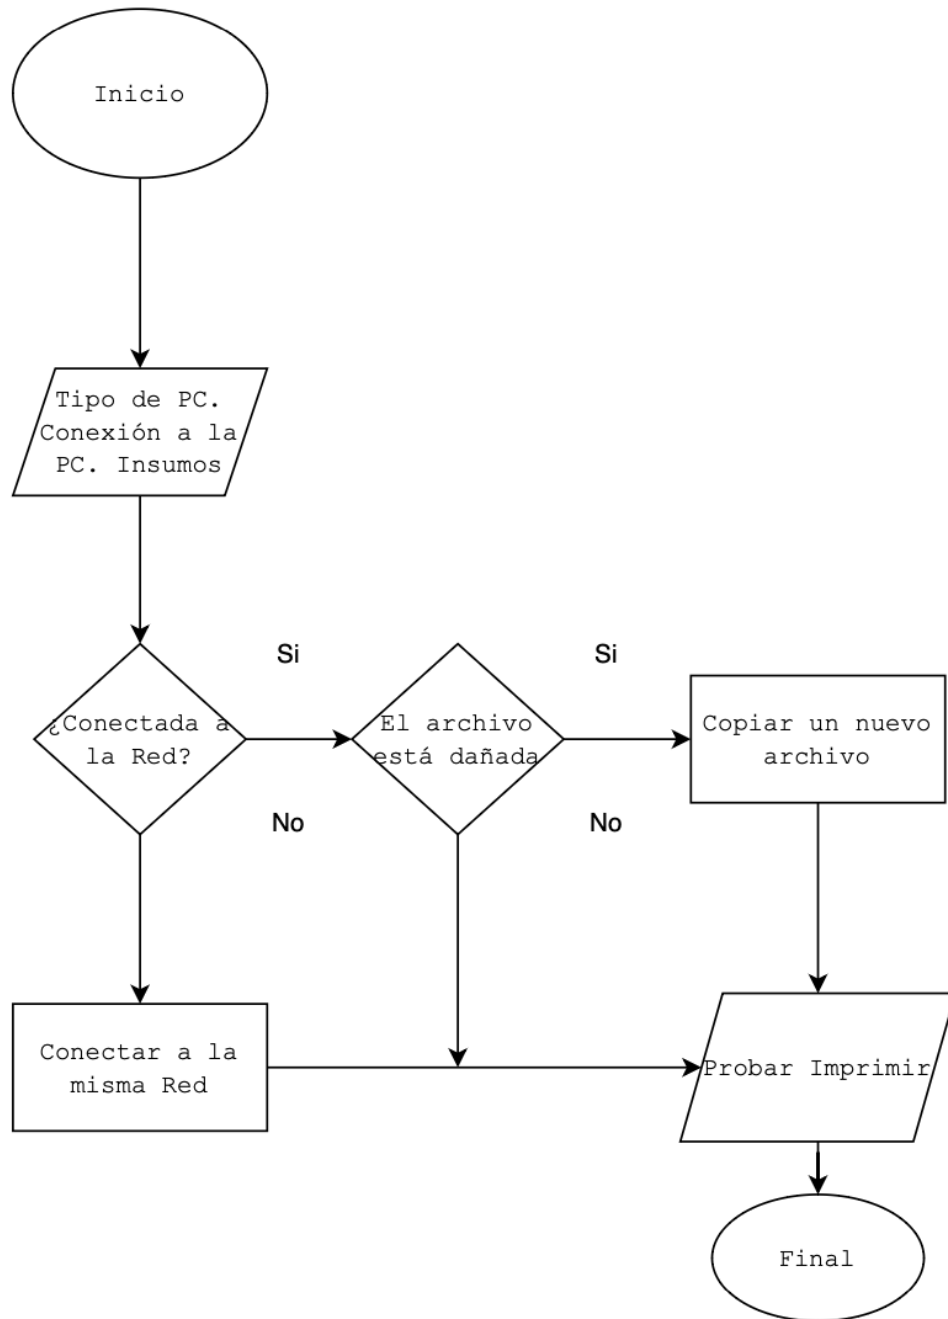 Inicio
Tipo de PC.
Conexión a la
PC. Insumos
Si
Si
¿Conectada a
la Red?
El archivo
está dañada
Copiar un nuevo
archivo
No
No
Conectar a la
misma Red
Probar Imprimir
Final